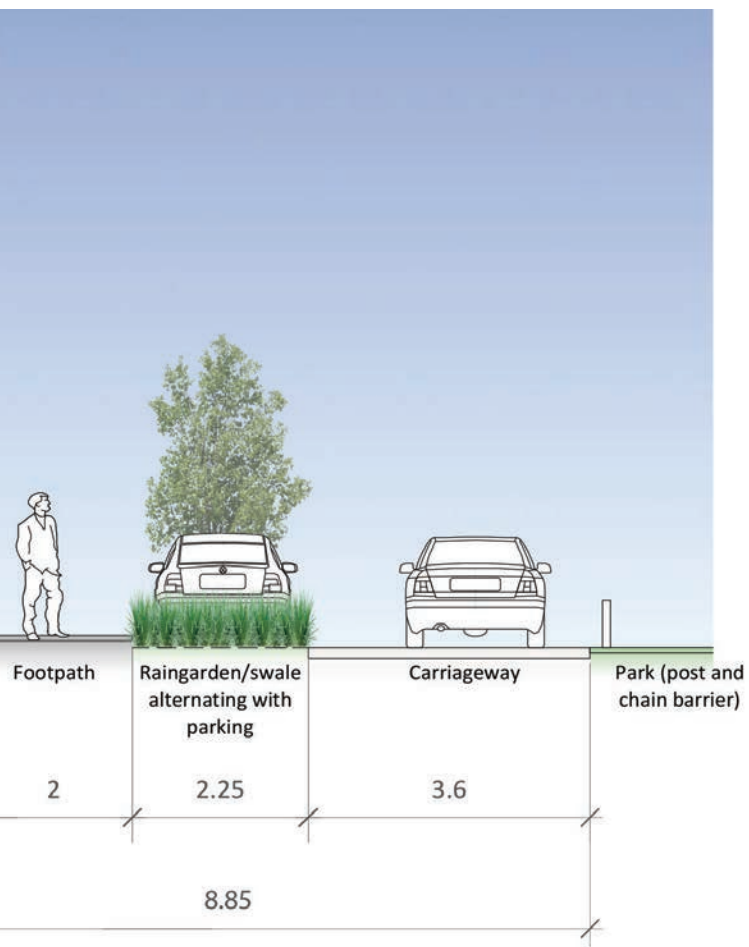 Footpath
Raingarden/swale
alternating with
parking
Carriageway
Park (post and
chain barrier)
2
2.25
3.6
8.85